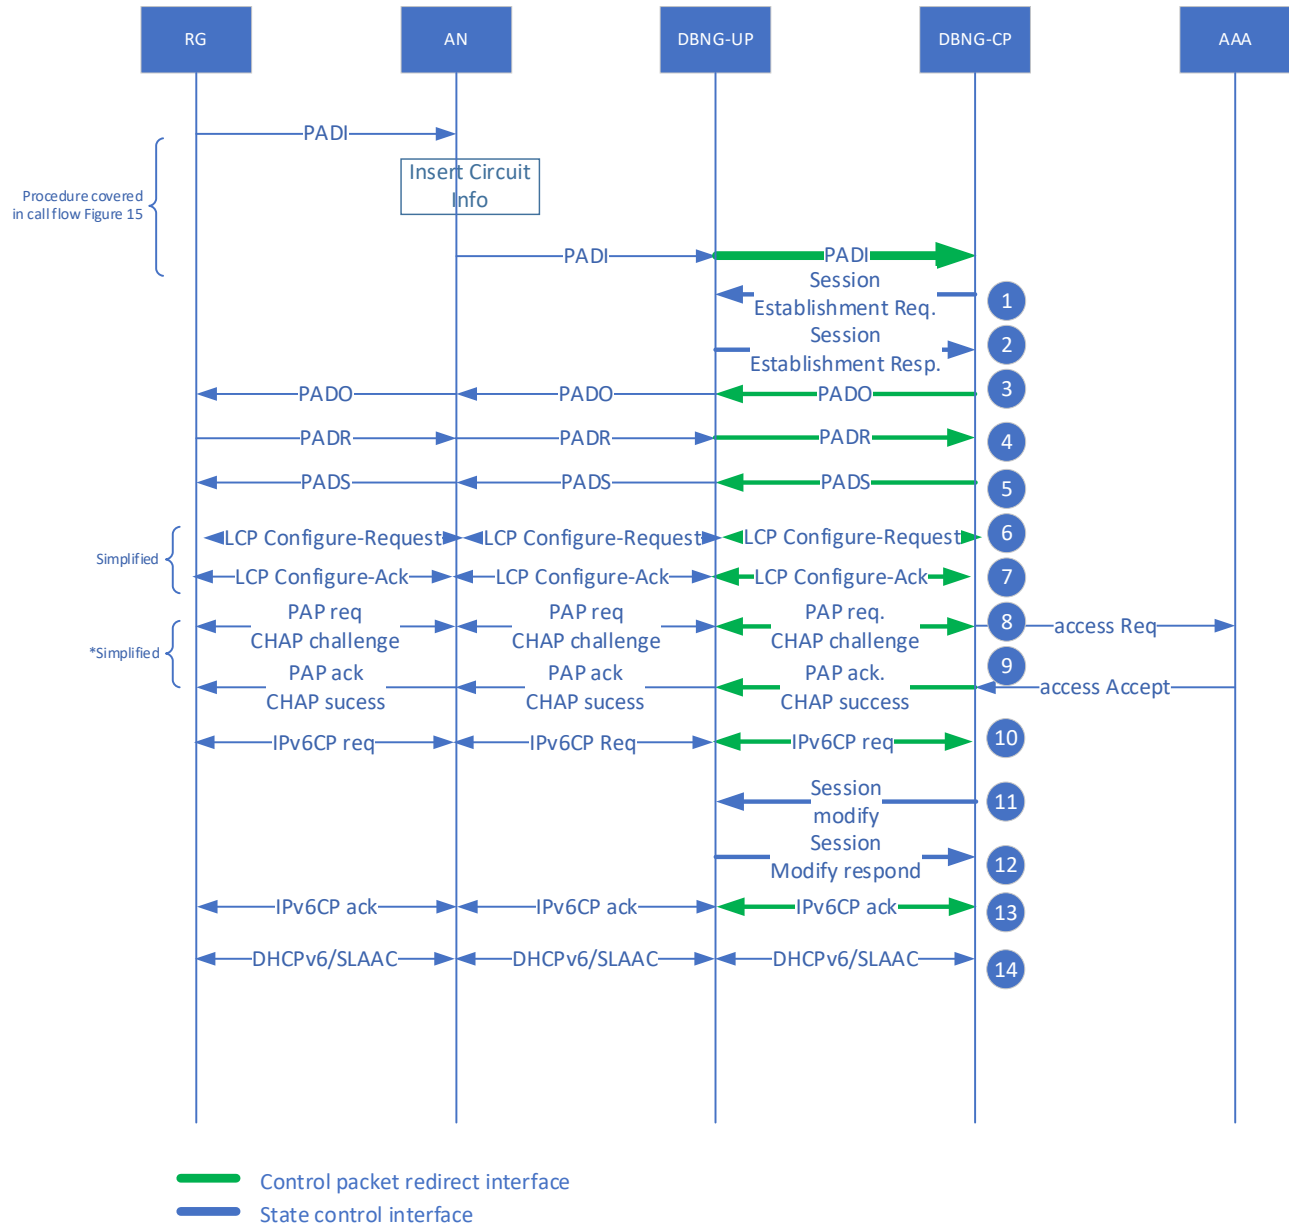 RG
AN
DBNG-UP
DBNG-CP
AAA
PADI
Procedure covered
in call flow Figure 15
Insert Circuit
Info
PADI
PADI
Session
Establishment Req.
1
Session
Establishment Resp.
2
PADO
PADO
PADO
3
PADR
PADR
PADR
4
PADS
PADS
PADS
5
Simplified
LCP Configure-Request
LCP Configure-Request
LCP Configure-Request
6
LCP Configure-Ack
LCP Configure-Ack
LCP Configure-Ack
7
*Simplified
PAP req
CHAP challenge
PAP req
CHAP challenge
PAP req.
CHAP challenge
8
access Req
PAP ack
CHAP sucess
PAP ack
CHAP sucess
PAP ack.
CHAP success
9
access Accept
IPv6CP req
IPv6CP Req
IPv6CP req
10
Session
modify
11
Session
Modify respond
12
IPv6CP ack
IPv6CP ack
IPv6CP ack
13
DHCPv6/SLAAC
DHCPv6/SLAAC
DHCPv6/SLAAC
14
Control packet redirect interface
State control interface